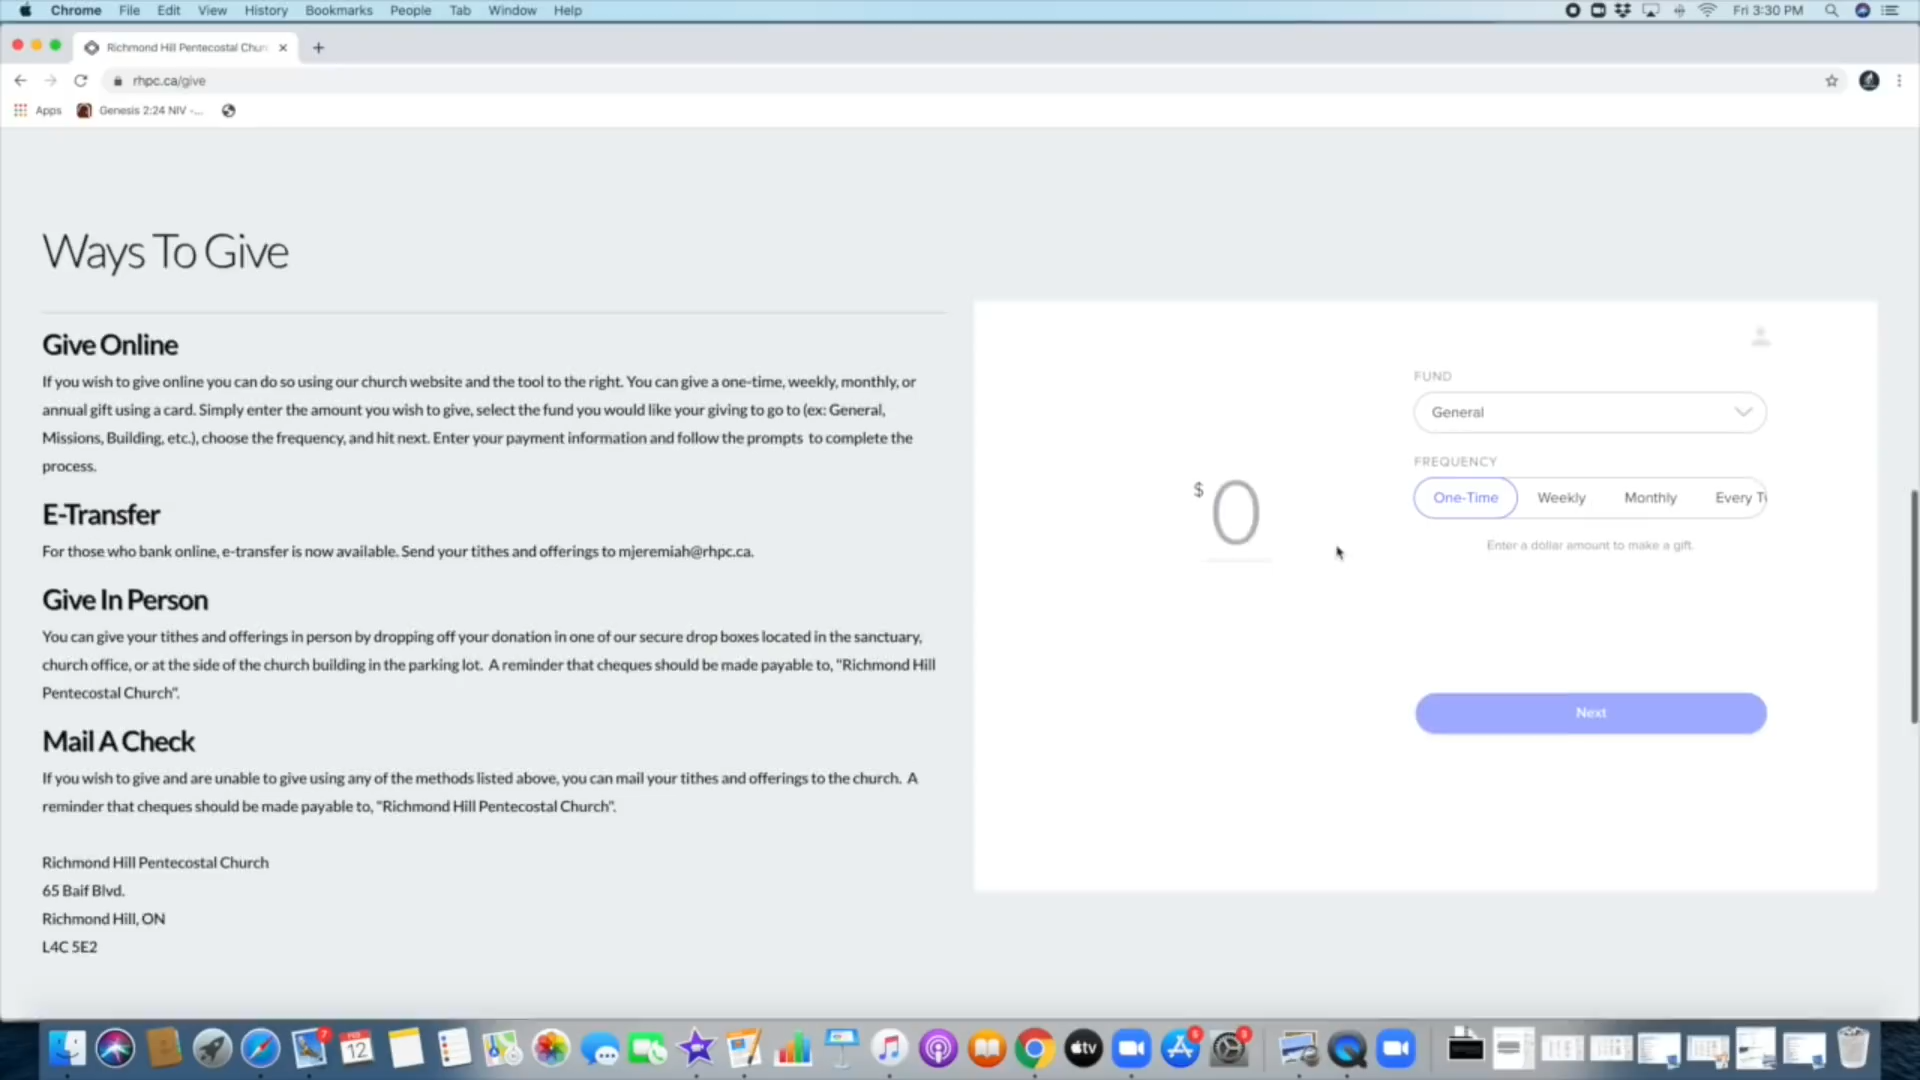 Chrome File Edit View History Bookmarks People Tab Window Help
Fri 3:30 PM
Richmond Hill Pentecostal Chur
rhpc.ca/give
Apps
Genesis 2:24 NIV -...
Ways To Give
Give Online
If you wish to give online you can do so using our church website and the tool to the right. You can give a one-time, weekly, monthly, or
annual gift using a card. Simply enter the amount you wish to give, select the fund you would like your giving to go to (ex: General,
Missions, Building, etc.), choose the frequency, and hit next. Enter your payment information and follow the prompts to complete the
process.
E-Transfer
For those who bank online, e-transfer is now available. Send your tithes and offerings to mjeremiah@rhpc.ca.
Give In Person
You can give your tithes and offerings in person by dropping off your donation in one of our secure drop boxes located in the sanctuary,
church office, or at the side of the church building in the parking lot. A reminder that cheques should be made payable to, "Richmond Hill
Pentecostal Church".
Mail A Check
If you wish to give and are unable to give using any of the methods listed above, you can mail your tithes and offerings to the church. A
reminder that cheques should be made payable to, "Richmond Hill Pentecostal Church".
Richmond Hill Pentecostal Church
65 Baif Blvd.
Richmond Hill, ON
L4C 5E2
$ 0
FUND
General
FREQUENCY
One-Time Weekly Monthly Every T
Enter a dollar amount to make a gift.
Next
7
FEB
12
tv